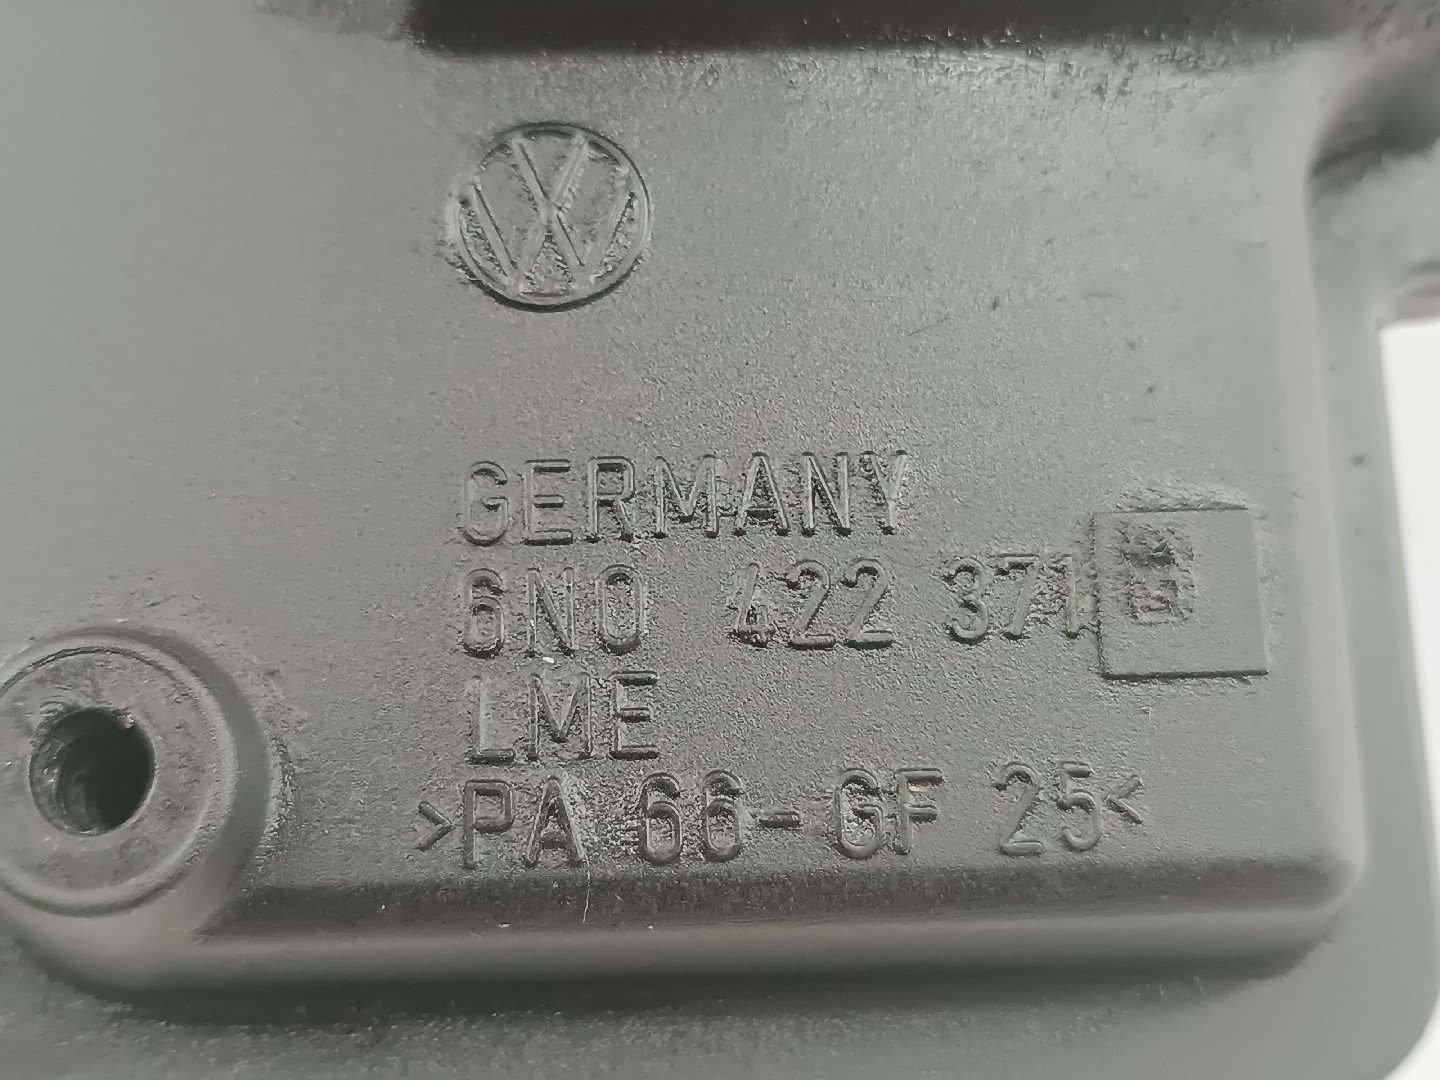 GERMANY
6N0 422 371
LME
>PA 66-GF 25<